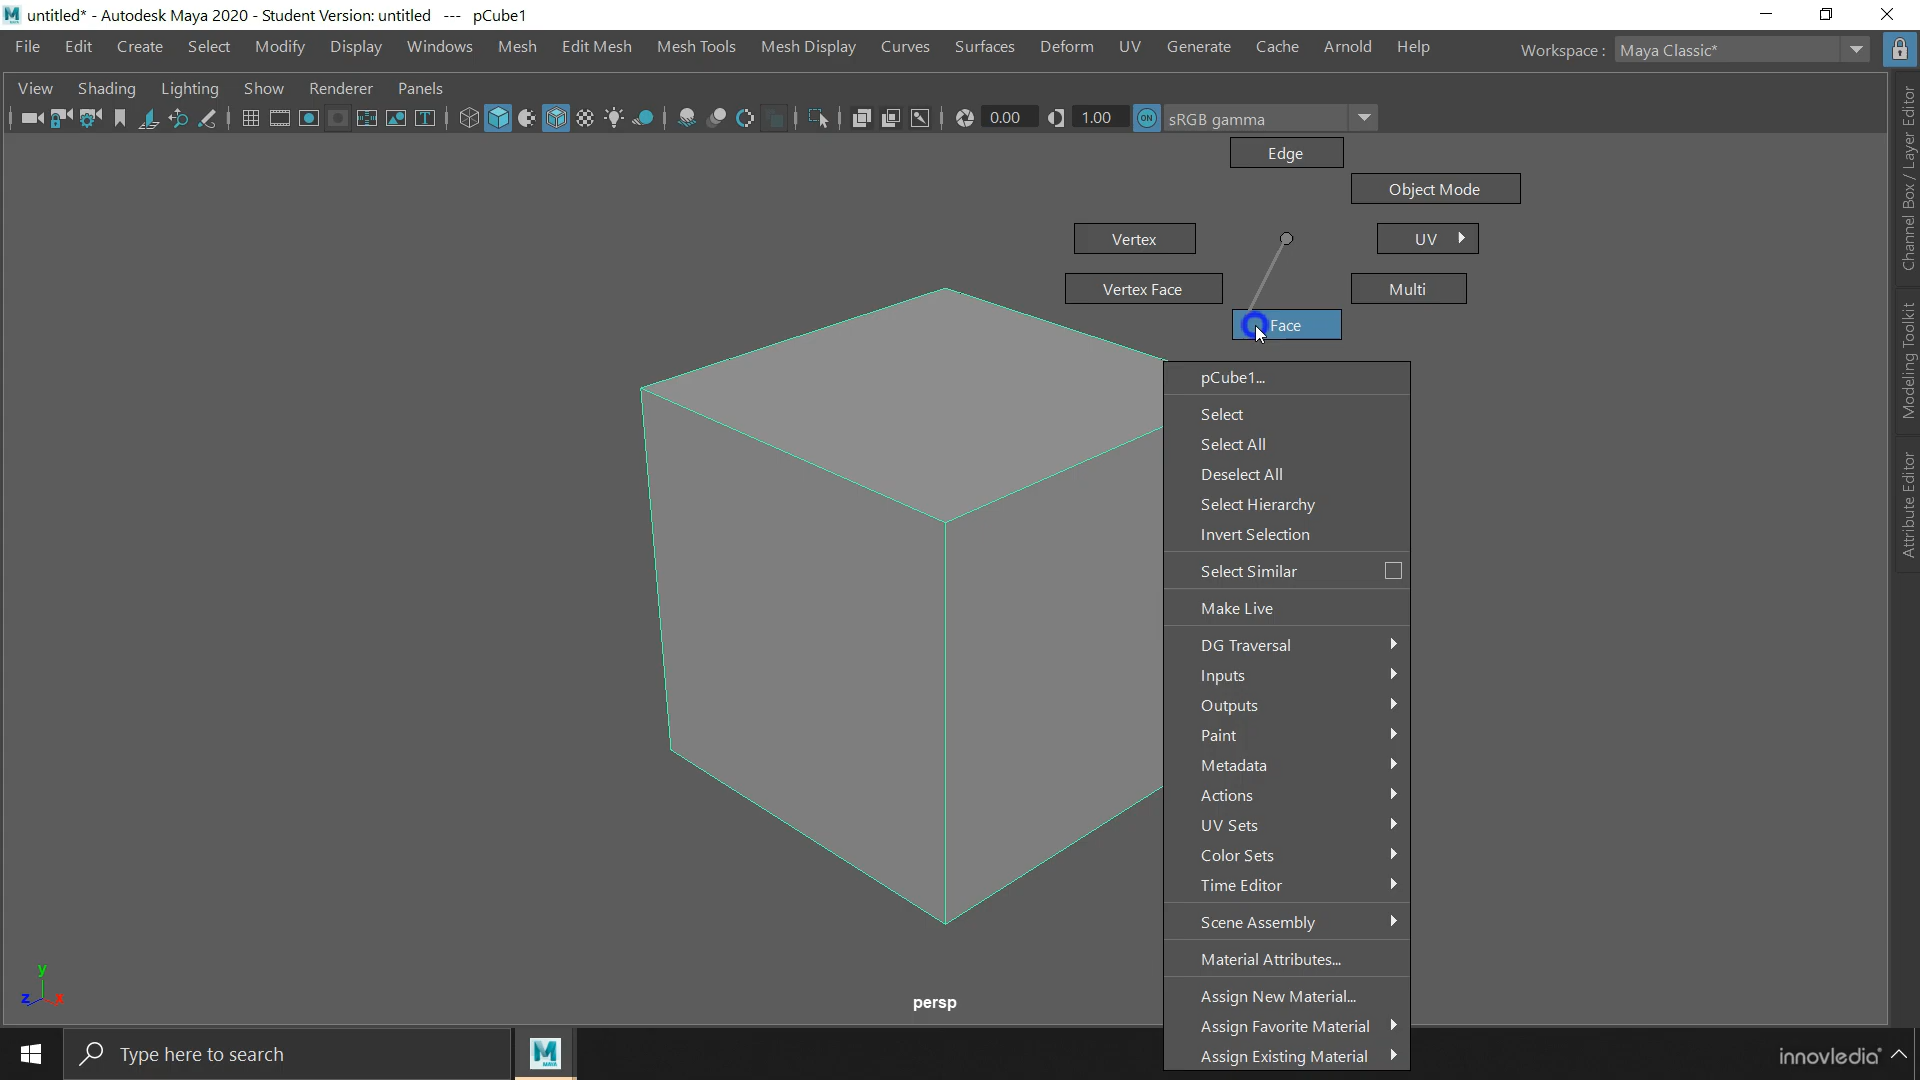 untitled* - Autodesk Maya 2020 - Student Version: untitled --- pCube1
File Edit Create Select Modify Display Windows Mesh Edit Mesh Mesh Tools Mesh Display Curves Surfaces Deform UV Generate Cache Arnold Help Workspace : Maya Classic*
View Shading Lighting Show Renderer Panels
0.00 1.00 ON sRGB gamma
Channel Box / Layer Editor
Modeling Toolkit
Attribute Editor
Edge
Object Mode
Vertex UV
Vertex Face Multi
Face
pCube1...
Select
Select All
Deselect All
Select Hierarchy
Invert Selection
Select Similar
Make Live
DG Traversal
Inputs
Outputs
Paint
Metadata
Actions
UV Sets
Color Sets
Time Editor
Scene Assembly
Material Attributes...
Assign New Material...
Assign Favorite Material
Assign Existing Material
y
z x
persp
Type here to search
MAYA
innovledia